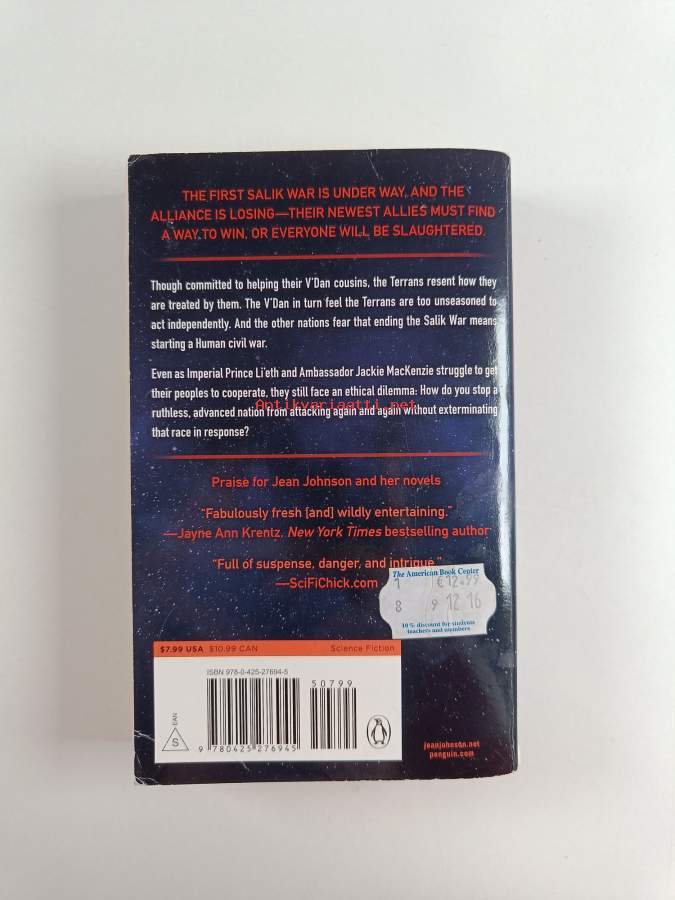 THE FIRST SALIK WAR IS UNDER WAY, AND THE
ALLIANCE IS LOSING—THEIR NEWEST ALLIES MUST FIND
A WAY TO WIN, OR EVERYONE WILL BE SLAUGHTERED.
Though committed to helping their V'Dan cousins, the Terrans resent how they
are treated by them. The V'Dan in turn feel the Terrans are too unseasoned to
act independently. And the other nations fear that ending the Salik War means
starting a Human civil war.
Even as Imperial Prince Li'eth and Ambassador Jackie MacKenzie struggle to get
their peoples to cooperate, they still face an ethical dilemma: How do you stop a
Antikvariaatti.net
ruthless, advanced nation from attacking again and again without exterminating
that race in response?
Praise for Jean Johnson and her novels
"Fabulously fresh [and] wildly entertaining."
—Jayne Ann Krentz, New York Times bestselling author
"Full of suspense, danger, and intrigue."
—SciFiChick.com
The American Book Center
1 €12.99
8 9 12 16
10% discount for students
teachers and members
$7.99 USA $10.99 CAN Science Fiction
ISBN 978-0-425-27694-5
50799
EAN
S
9 780425 276945
jeanjohnson.net
penguin.com